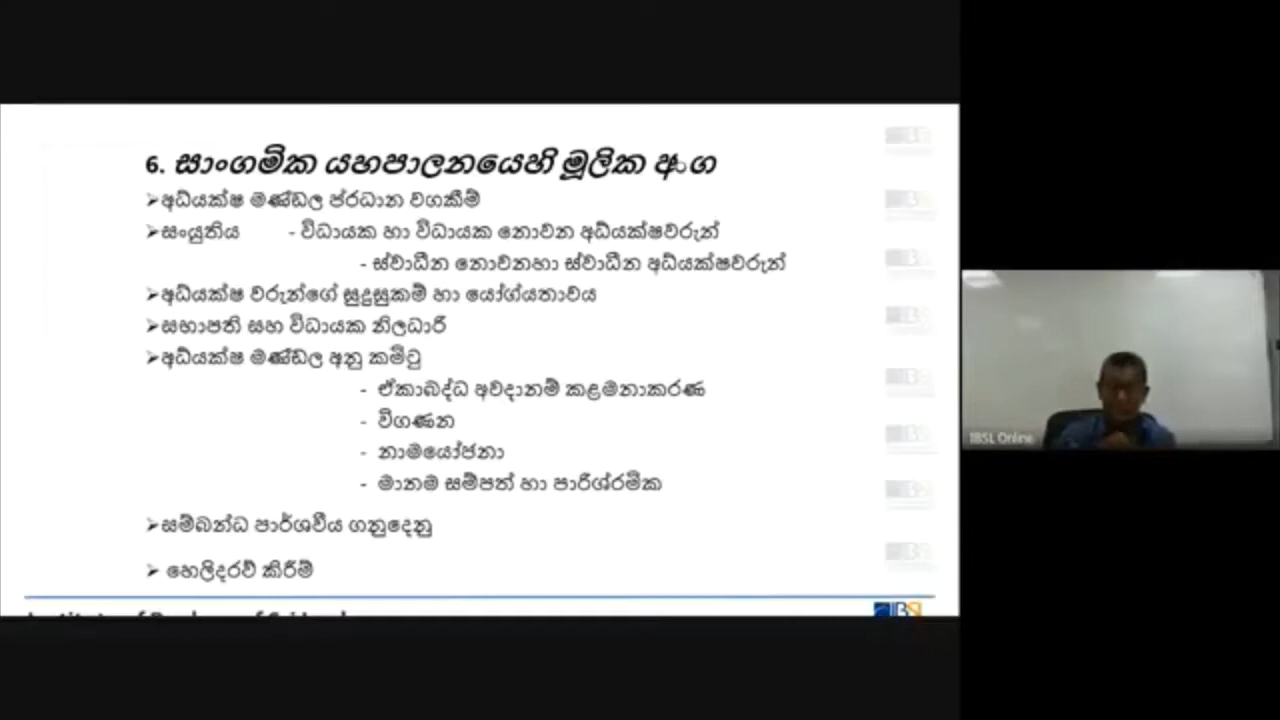 6. සාංගමික යහපාලනයෙහි මූලික අංග
➢අධ්‍යක්ෂ මණ්ඩල ප්රධාන වගකීම්
➢සංයුතිය - විධායක හා විධායක නොවන අධ්‍යක්ෂවරුන්
- ස්වාධීන නොවනහා ස්වාධීන අධ්‍යක්ෂවරුන්
➢අධ්‍යක්ෂ වරුන්ගේ සුදුසුකම් හා යෝග්යතාවය
➢සභාපති සහ විධායක නිලධාරී
➢අධ්‍යක්ෂ මණ්ඩල අනු කමිටු
- ඒකාබද්ධ අවදානම් කළමනාකරණ
- විගණන
- නාමයෝජනා
- මානම සම්පත් හා පාරිශ්රමික
➢සම්බන්ධ පාර්ශවීය ගනුදෙනු
➢ හෙලිදරව් කිරීම්
IBSL Online